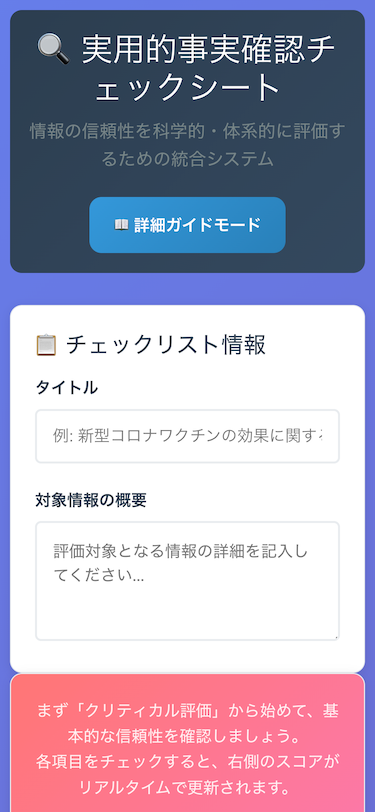 🔍 実用的事実確認チ
ェックシート
情報の信頼性を科学的・体系的に評価す
るための統合システム
📖 詳細ガイドモード
📋 チェックリスト情報
タイトル
例: 新型コロナワクチンの効果に関す
対象情報の概要
評価対象となる情報の詳細を記入し
てください...
まず「クリティカル評価」から始めて、基
本的な信頼性を確認しましょう。
各項目をチェックすると、右側のスコアが
リアルタイムで更新されます。